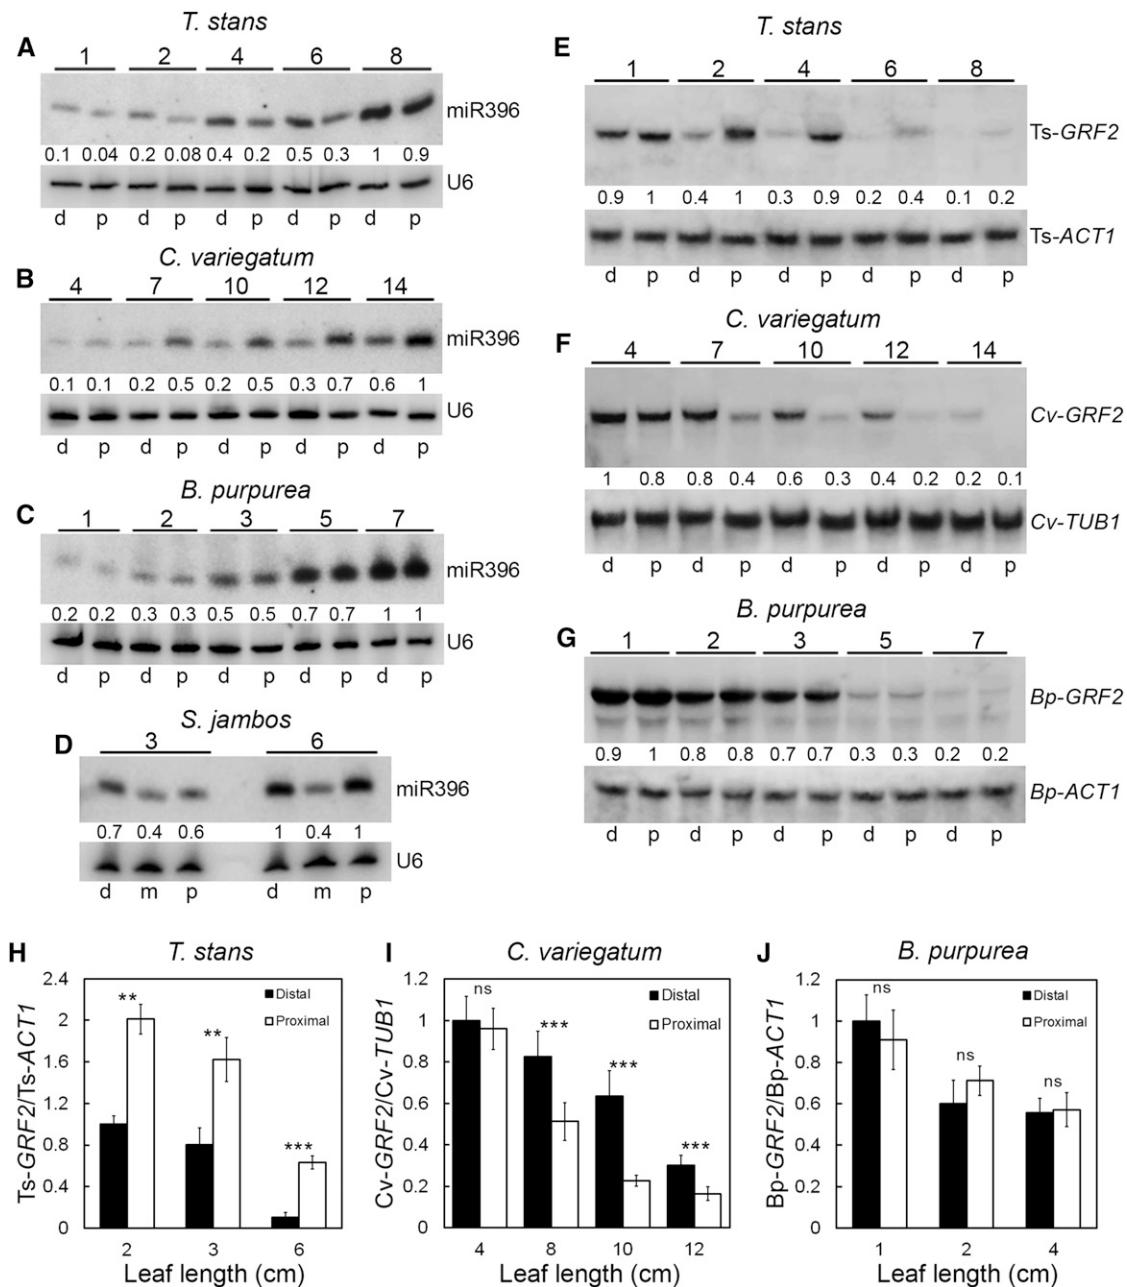 T. stans
A
1 2 4 6 8
miR396
0.1 0.04 0.2 0.08 0.4 0.2 0.5 0.3 1 0.9
U6
d p d p d p d p d p
C. variegatum
B
4 7 10 12 14
miR396
0.1 0.1 0.2 0.5 0.2 0.5 0.3 0.7 0.6 1
U6
d p d p d p d p d p
B. purpurea
C
1 2 3 5 7
miR396
0.2 0.2 0.3 0.3 0.5 0.5 0.7 0.7 1 1
U6
d p d p d p d p d p
S. jambos
D
3 6
miR396
0.7 0.4 0.6 1 0.4 1
U6
d m p d m p
T. stans
E
1 2 4 6 8
Ts-GRF2
0.9 1 0.4 1 0.3 0.9 0.2 0.4 0.1 0.2
Ts-ACT1
d p d p d p d p d p
C. variegatum
F
4 7 10 12 14
Cv-GRF2
1 0.8 0.8 0.4 0.6 0.3 0.4 0.2 0.2 0.1
Cv-TUB1
d p d p d p d p d p
B. purpurea
G
1 2 3 5 7
Bp-GRF2
0.9 1 0.8 0.8 0.7 0.7 0.3 0.3 0.2 0.2
Bp-ACT1
d p d p d p d p d p
H
T. stans
Ts-GRF2/Ts-ACT1
2.4
2
1.6
1.2
0.8
0.4
0
** ** ***
Distal
Proximal
2 3 6
Leaf length (cm)
I
C. variegatum
Cv-GRF2/Cv-TUB1
1.2
1
0.8
0.6
0.4
0.2
0
ns *** *** ***
Distal
Proximal
4 8 10 12
Leaf length (cm)
J
B. purpurea
Bp-GRF2/Bp-ACT1
1.2
1
0.8
0.6
0.4
0.2
0
ns ns ns
Distal
Proximal
1 2 4
Leaf length (cm)